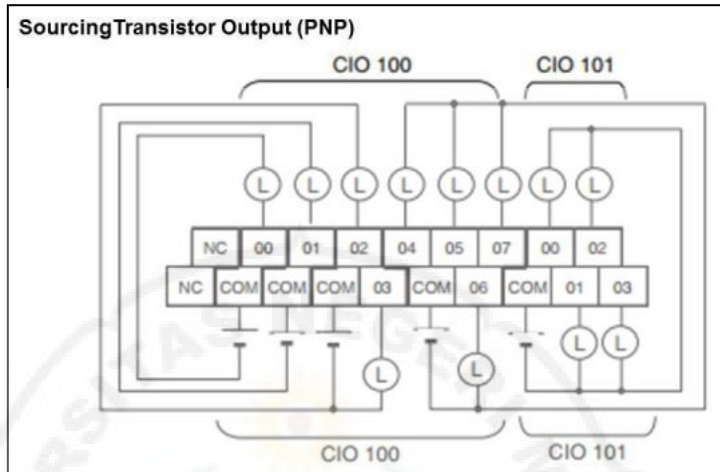 SourcingTransistor Output (PNP)
CIO 100 CIO 101
L L L L L L L L
NC 00 01 02 04 05 07 00 02
NC COM COM COM 03 COM 06 COM 01 03
L L L L
CIO 100 CIO 101